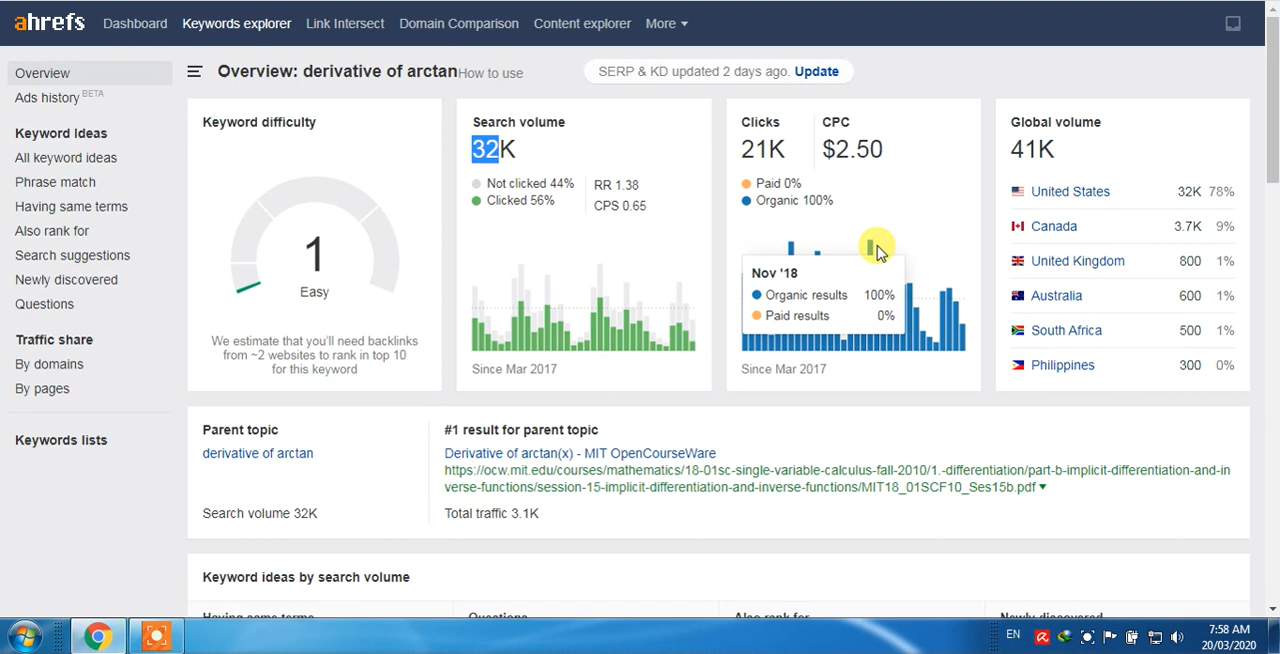 ahrefs Dashboard Keywords explorer Link Intersect Domain Comparison Content explorer More
Overview
Ads history BETA
Keyword Ideas
All keyword ideas
Phrase match
Having same terms
Also rank for
Search suggestions
Newly discovered
Questions
Traffic share
By domains
By pages
Keywords lists
Overview: derivative of arctan How to use
SERP & KD updated 2 days ago. Update
Keyword difficulty
1
Easy
We estimate that you'll need backlinks
from ~2 websites to rank in top 10
for this keyword
Search volume
32K
Not clicked 44%
Clicked 56%
RR 1.38
CPS 0.65
Since Mar 2017
Clicks
21K
CPC
$2.50
Paid 0%
Organic 100%
Nov '18
Organic results 100%
Paid results 0%
Since Mar 2017
Global volume
41K
United States 32K 78%
Canada 3.7K 9%
United Kingdom 800 1%
Australia 600 1%
South Africa 500 1%
Philippines 300 0%
Parent topic
derivative of arctan
Search volume 32K
#1 result for parent topic
Derivative of arctan(x) - MIT OpenCourseWare
https://ocw.mit.edu/courses/mathematics/18-01sc-single-variable-calculus-fall-2010/1.-differentiation/part-b-implicit-differentiation-and-in
verse-functions/session-15-implicit-differentiation-and-inverse-functions/MIT18_01SCF10_Ses15b.pdf
Total traffic 3.1K
Keyword ideas by search volume
Having same terms Questions Also rank for Newly discovered
EN
7:58 AM
20/03/2020